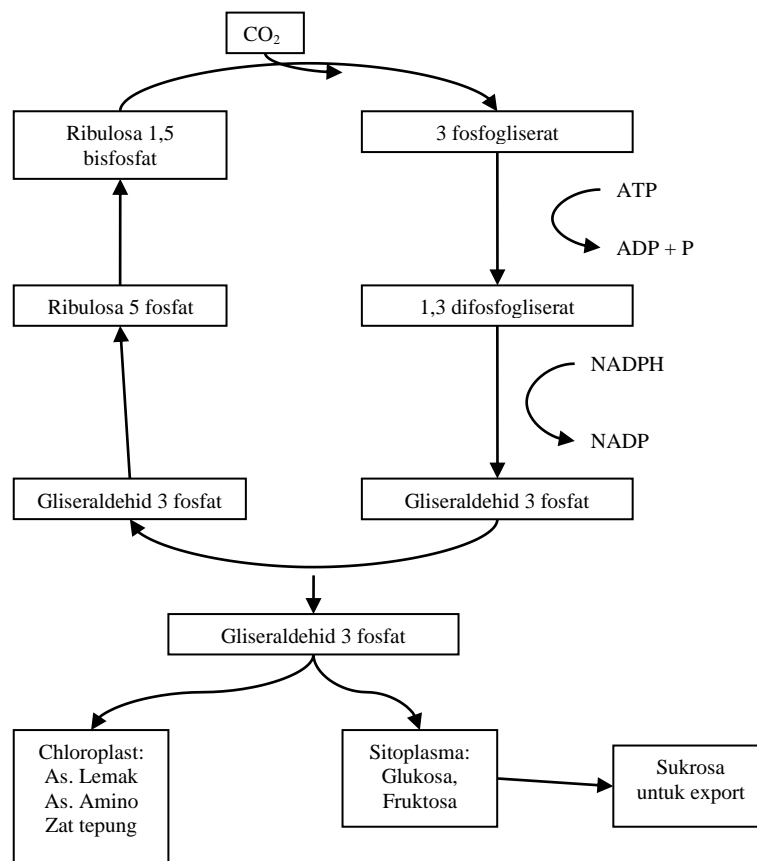 CO₂
Ribulosa 1,5
bisfosfat
3 fosfogliserat
ATP
ADP + P
Ribulosa 5 fosfat
1,3 difosfogliserat
NADPH
NADP
Gliseraldehid 3 fosfat
Gliseraldehid 3 fosfat
Gliseraldehid 3 fosfat
Chloroplast:
As. Lemak
As. Amino
Zat tepung
Sitoplasma:
Glukosa,
Fruktosa
Sukrosa
untuk export